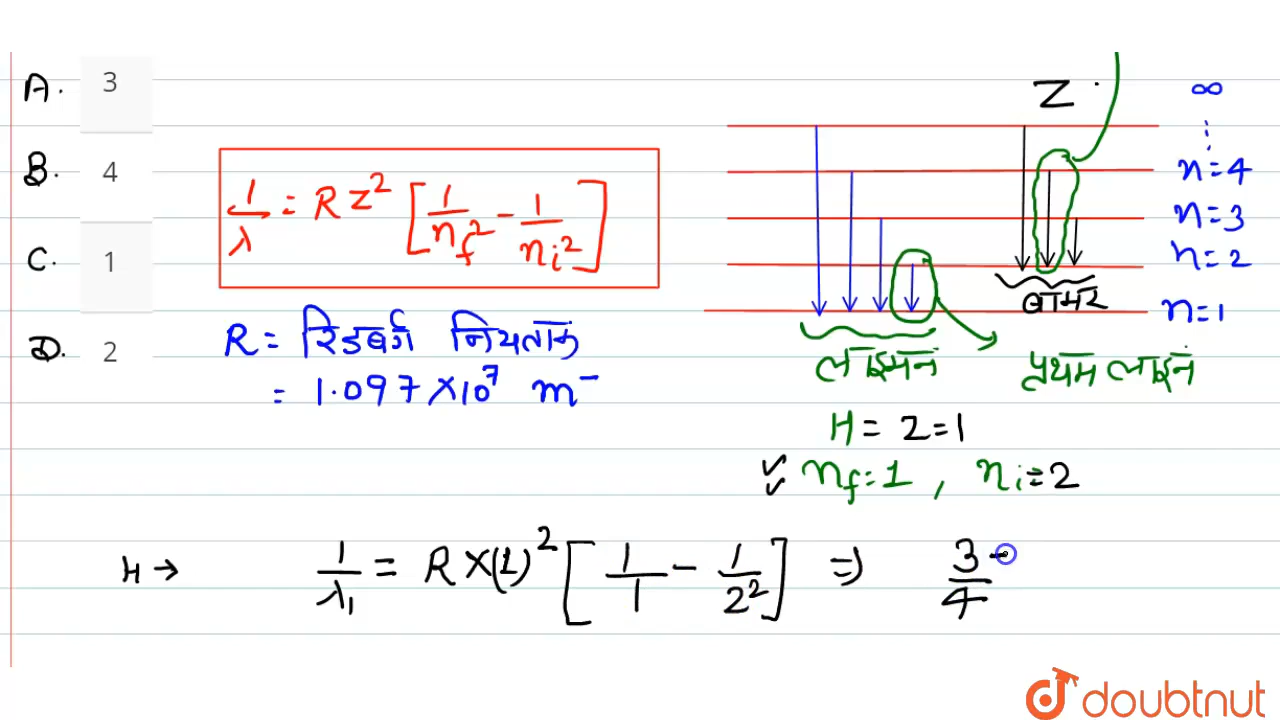 A. 3
B. 4
C. 1
D. 2
1/λ = R Z² [1/n_f² - 1/n_i²]
R = रिडबर्ग नियतांक
= 1.097 × 10⁷ m⁻
Z
∞
n=4
n=3
n=2
n=1
बामर
लाइमन
प्रथम लाइन
H = Z=1
n_f=1, n_i=2
H → 1/λ₁ = R×(1)² [1/1 - 1/2²] ⇒ 3/4
doubtnut